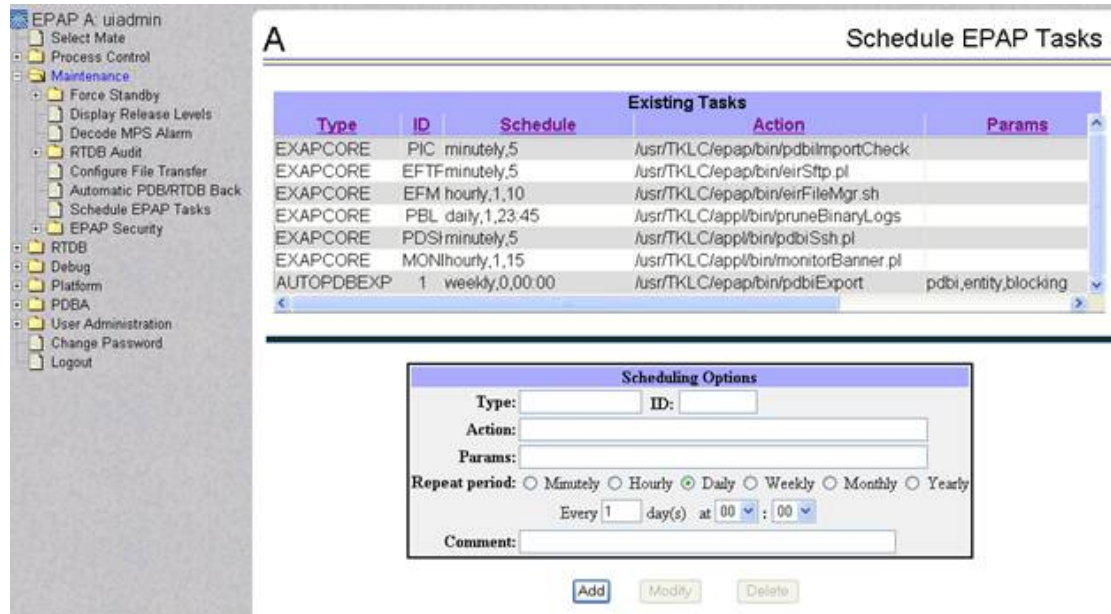 EPAP A: uiadmin
Select Mate
Process Control
Maintenance
Force Standby
Display Release Levels
Decode MPS Alarm
RTDB Audit
Configure File Transfer
Automatic PDB/RTDB Back
Schedule EPAP Tasks
EPAP Security
RTDB
Debug
Platform
PDBA
User Administration
Change Password
Logout
A Schedule EPAP Tasks
Existing Tasks
Type ID Schedule Action Params
EXAPCORE PIC minutely,5 /usr/TKLC/epap/bin/pdbiImportCheck
EXAPCORE EFTF minutely,5 /usr/TKLC/epap/bin/eirSftp.pl
EXAPCORE EFM hourly,1,10 /usr/TKLC/epap/bin/eirFileMgr.sh
EXAPCORE PBL daily,1,23:45 /usr/TKLC/appl/bin/pruneBinaryLogs
EXAPCORE PDS minutely,5 /usr/TKLC/appl/bin/pdbiSsh.pl
EXAPCORE MONI hourly,1,15 /usr/TKLC/appl/bin/monitorBanner.pl
AUTOPDBEXP 1 weekly,0,00:00 /usr/TKLC/epap/bin/pdbiExport pdbi,entity,blocking
Scheduling Options
Type: ID:
Action:
Params:
Repeat period: Minutely Hourly Daily Weekly Monthly Yearly
Every 1 day(s) at 00 : 00
Comment:
Add Modify Delete